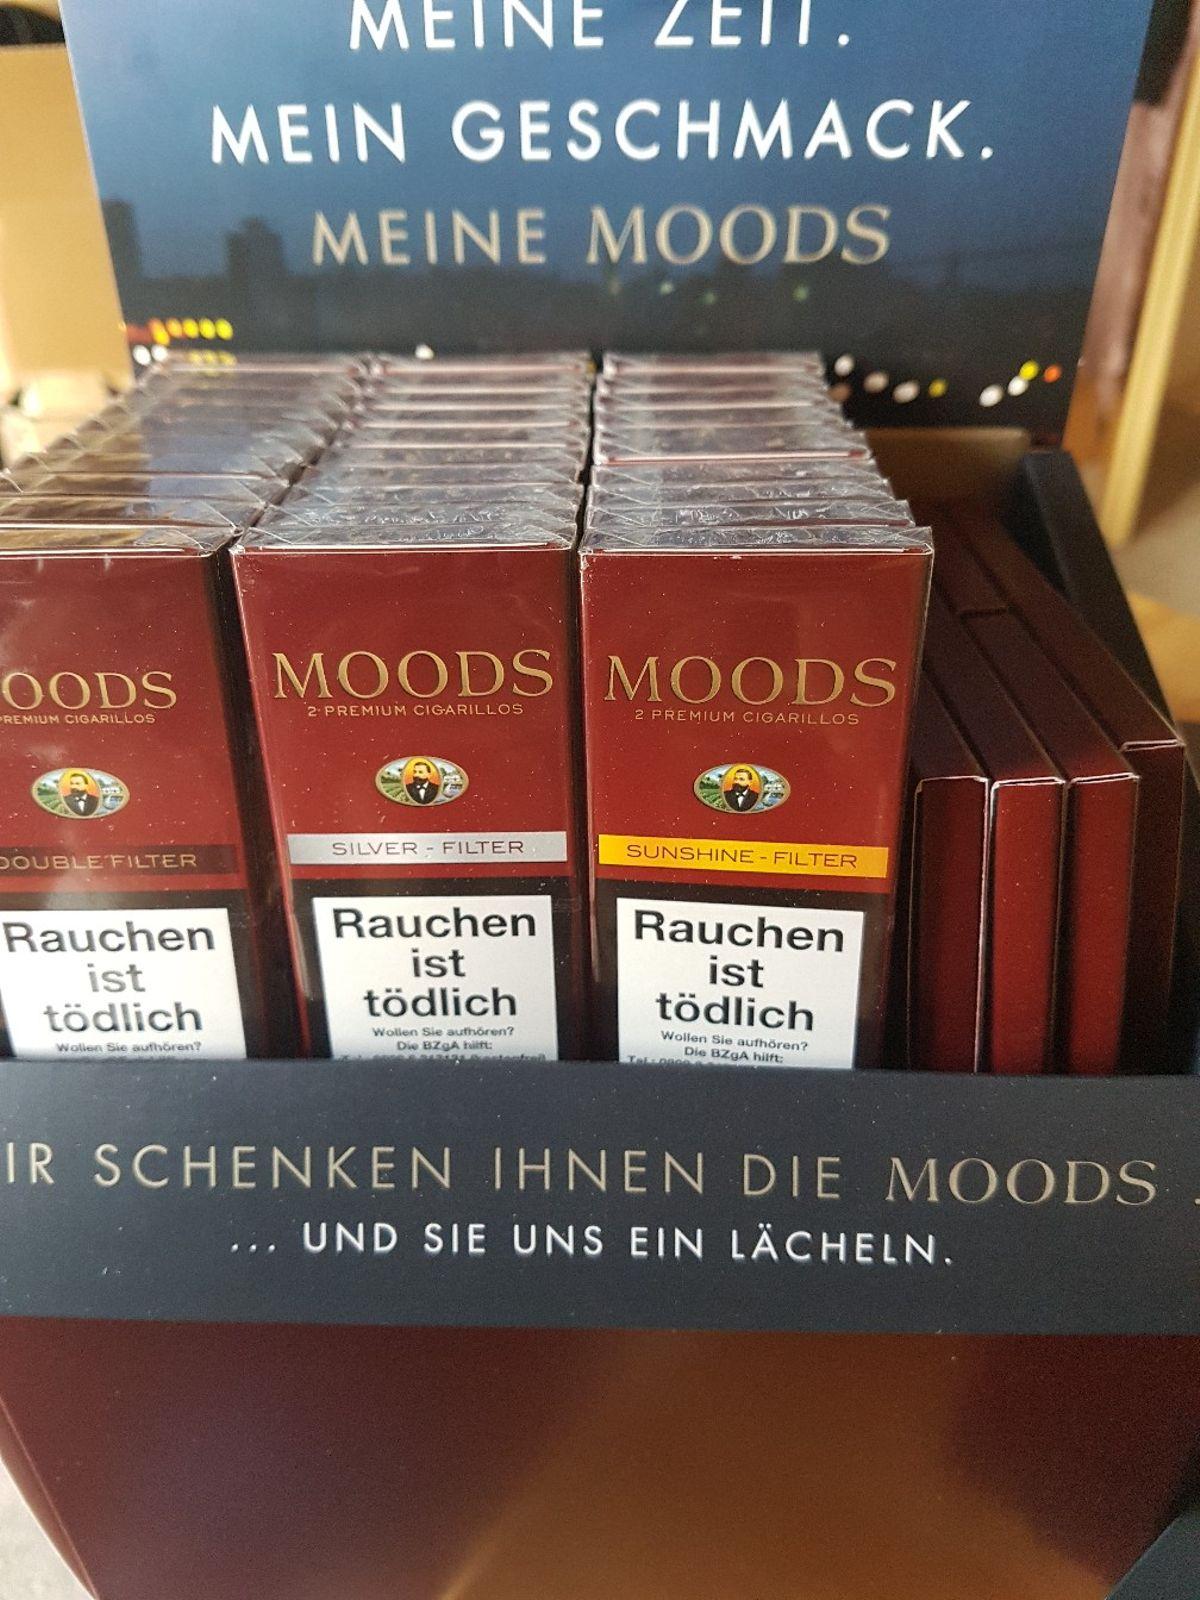 MEINE ZEIT.
MEIN GESCHMACK.
MEINE MOODS
OODS
PREMIUM CIGARILLOS
DOUBLE FILTER
Rauchen
ist
tödlich
Wollen Sie aufhören?
MOODS
2 PREMIUM CIGARILLOS
SILVER - FILTER
Rauchen
ist
tödlich
Wollen Sie aufhören?
Die BZgA hilft:
MOODS
2 PREMIUM CIGARILLOS
SUNSHINE - FILTER
Rauchen
ist
tödlich
Wollen Sie aufhören?
Die BZgA hilft:
IR SCHENKEN IHNEN DIE MOODS
... UND SIE UNS EIN LÄCHELN.